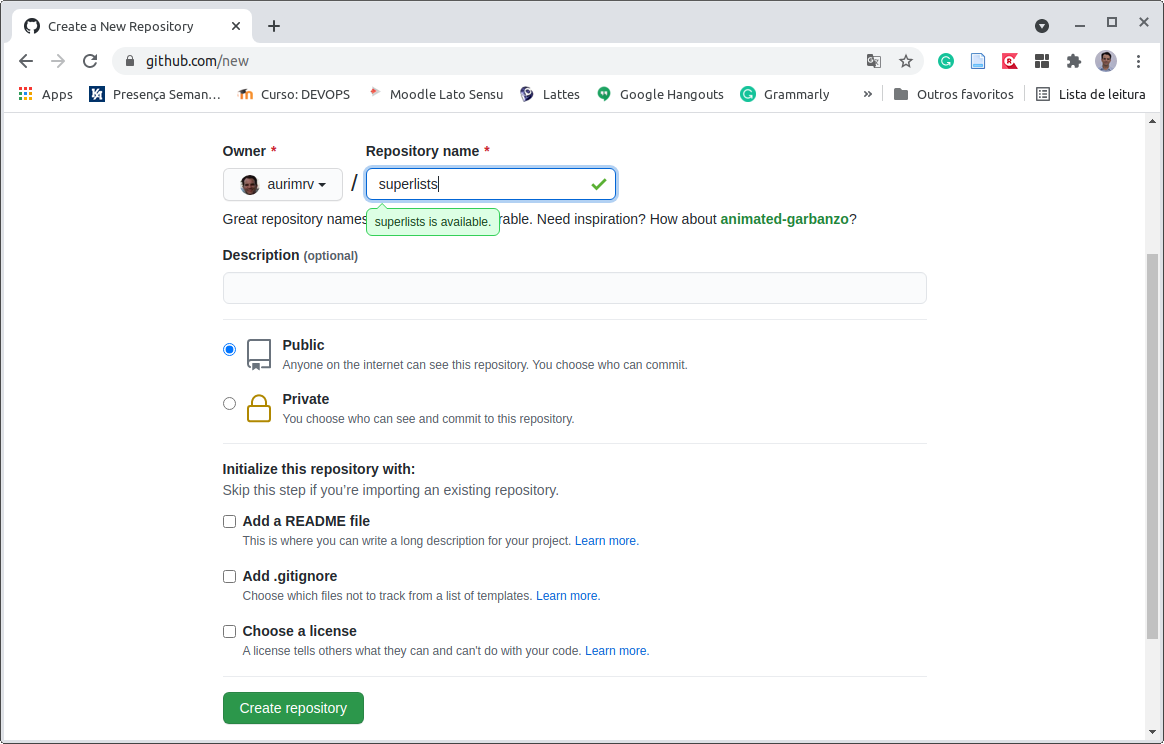 Create a New Repository
github.com/new
Apps Presença Seman… Curso: DEVOPS Moodle Lato Sensu Lattes Google Hangouts Grammarly » Outros favoritos Lista de leitura
Owner * Repository name *
aurimrv / superlists
Great repository names rable. Need inspiration? How about animated-garbanzo?
superlists is available.
Description (optional)
Public
Anyone on the internet can see this repository. You choose who can commit.
Private
You choose who can see and commit to this repository.
Initialize this repository with:
Skip this step if you’re importing an existing repository.
Add a README file
This is where you can write a long description for your project. Learn more.
Add .gitignore
Choose which files not to track from a list of templates. Learn more.
Choose a license
A license tells others what they can and can't do with your code. Learn more.
Create repository